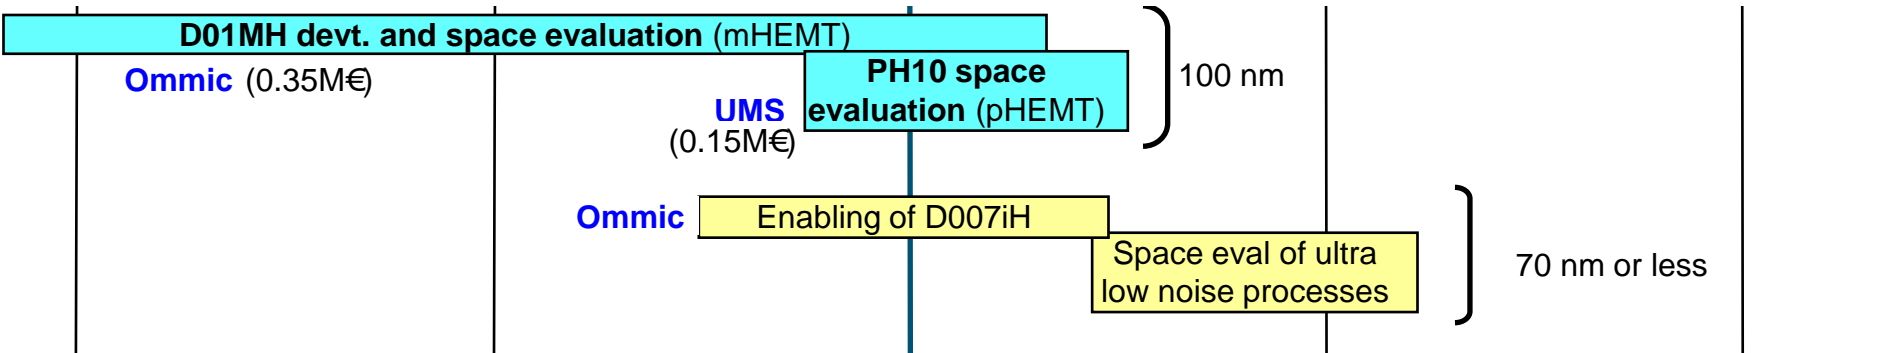 D01MH devt. and space evaluation (mHEMT)
Ommic (0.35M€)
PH10 space
evaluation (pHEMT)
UMS
(0.15M€)
100 nm
Ommic
Enabling of D007iH
Space eval of ultra
low noise processes
70 nm or less